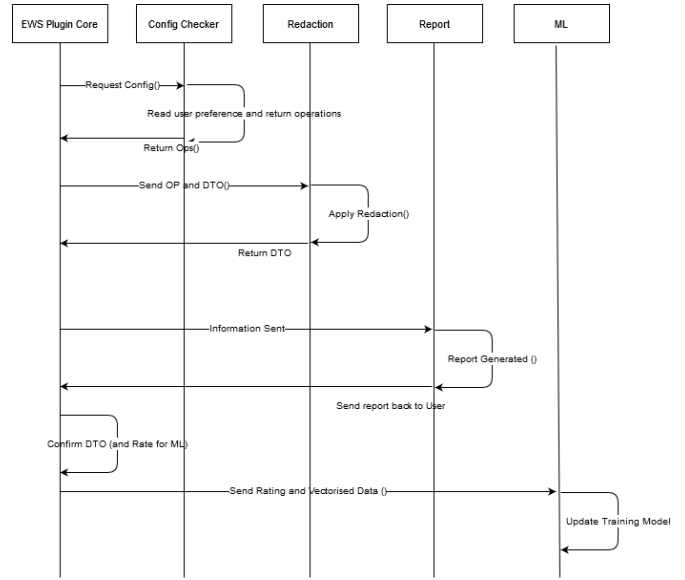 EWS Plugin Core
Config Checker
Redaction
Report
ML
Request Config()
Read user preference and return operations
Return Ops()
Send OP and DTO()
Apply Redaction()
Return DTO
Information Sent
Report Generated ()
Send report back to User
Confirm DTO (and Rate for ML)
Send Rating and Vectorised Data ()
Update Training Model